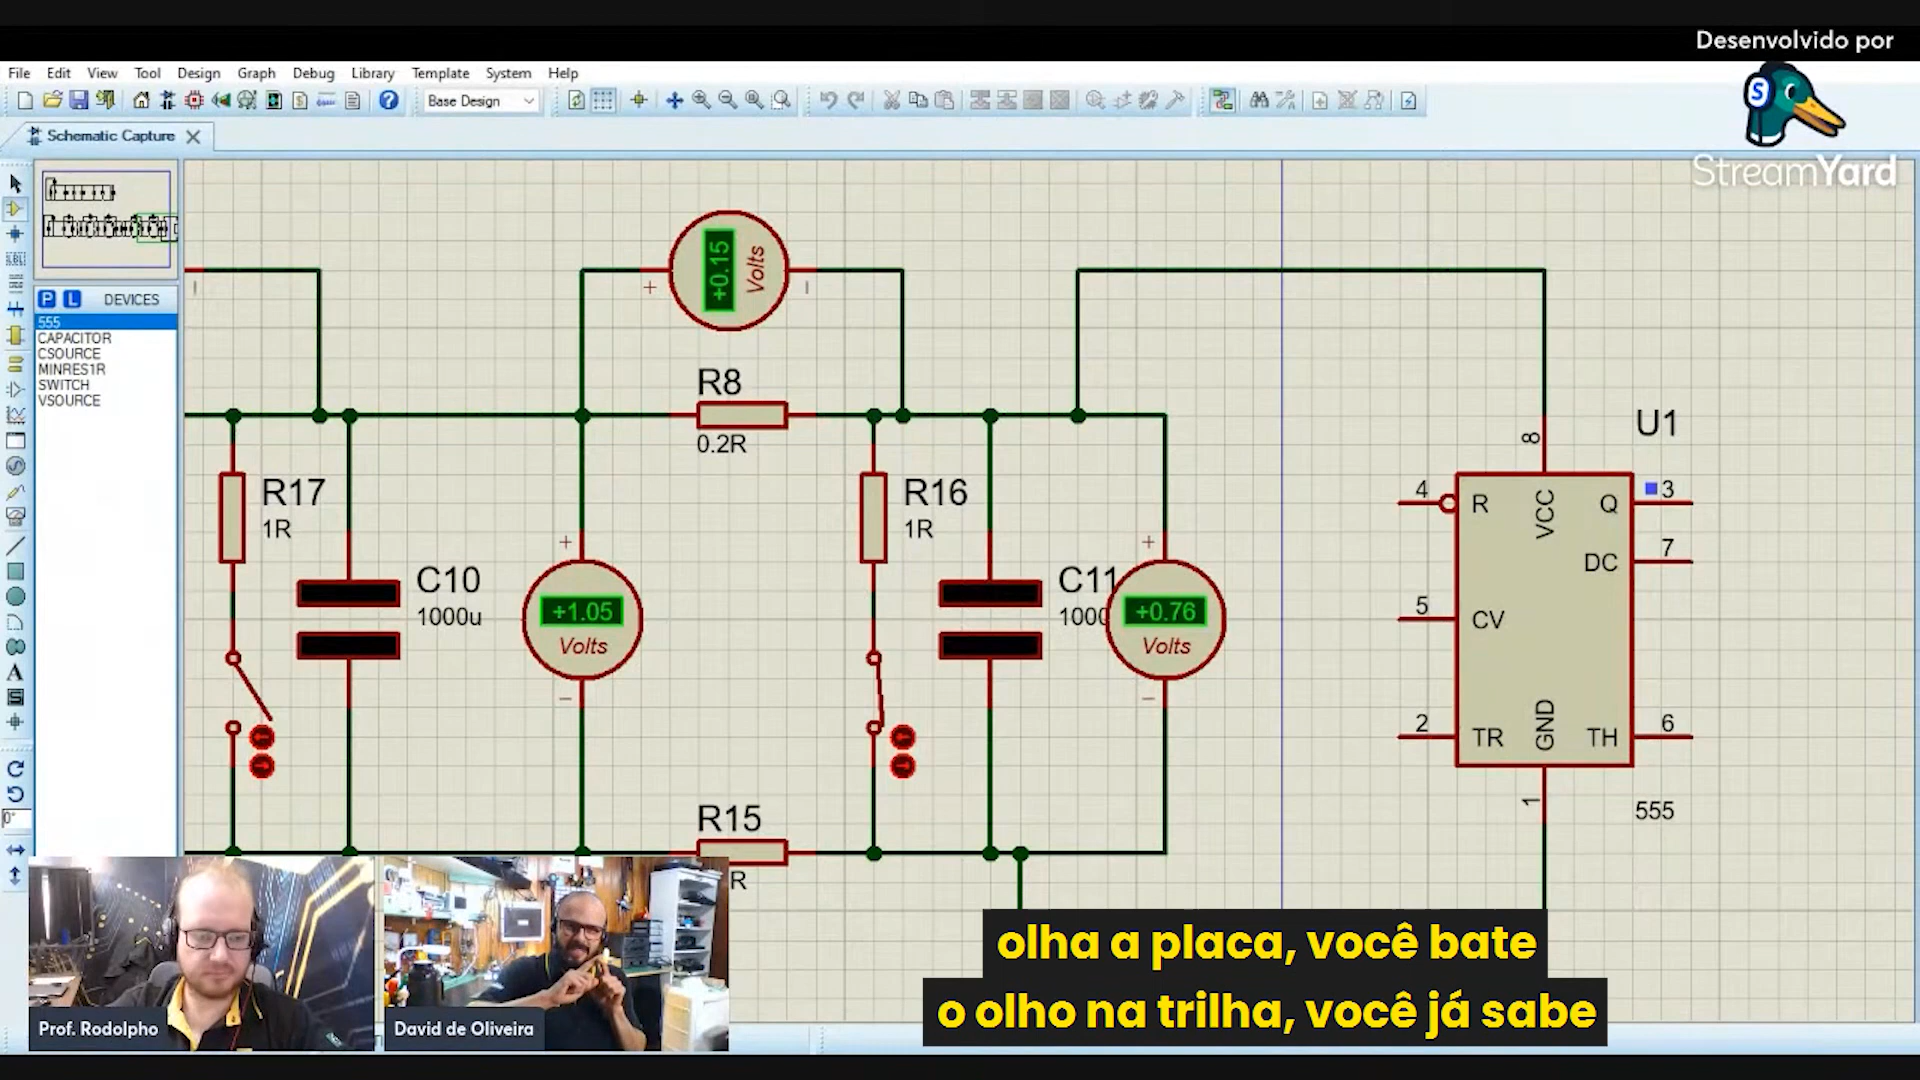 Desenvolvido por
StreamYard
File Edit View Tool Design Graph Debug Library Template System Help
Base Design
Schematic Capture
P L DEVICES
555
CAPACITOR
CSOURCE
MINRES1R
SWITCH
VSOURCE
+0.15
Volts
R8
0.2R
R17
1R
C10
1000u
+1.05
Volts
R16
1R
C11
1000
+0.76
Volts
R15
R
U1
8
4
R
VCC
Q
3
DC
7
5
CV
2
TR
GND
TH
6
1
555
0°
Prof. Rodolpho
David de Oliveira
olha a placa, você bate
o olho na trilha, você já sabe